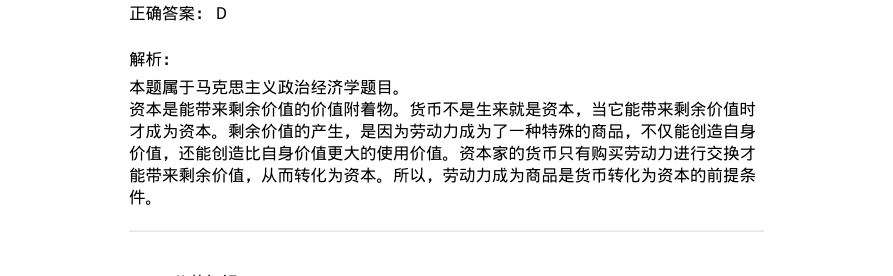 正确答案： D
解析：
本题属于马克思主义政治经济学题目。
资本是能带来剩余价值的价值附着物。货币不是生来就是资本，当它能带来剩余价值时
才成为资本。剩余价值的产生，是因为劳动力成为了一种特殊的商品，不仅能创造自身
价值，还能创造比自身价值更大的使用价值。资本家的货币只有购买劳动力进行交换才
能带来剩余价值，从而转化为资本。所以，劳动力成为商品是货币转化为资本的前提条
件。